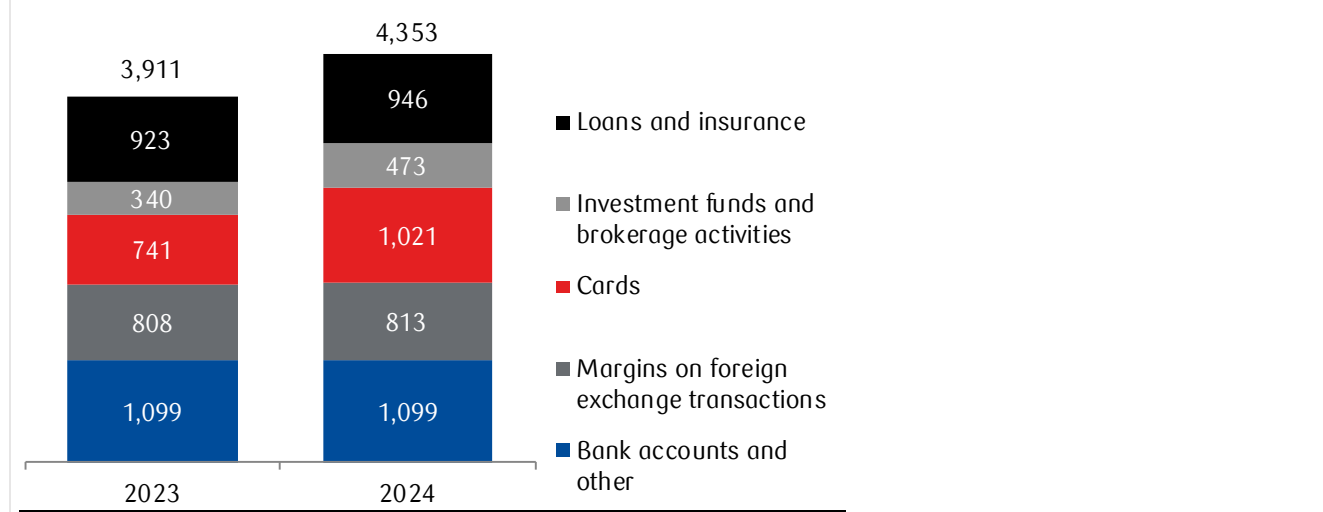 3,911
4,353
923
946
340
473
741
1,021
808
813
1,099
1,099
2023
2024
Loans and insurance
Investment funds and
brokerage activities
Cards
Margins on foreign
exchange transactions
Bank accounts and
other